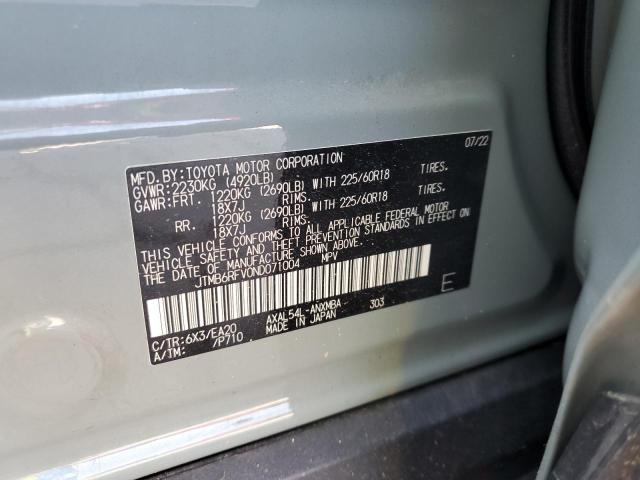 MFD.BY:TOYOTA MOTOR CORPORATION 07/22
GVWR:2230KG (4920LB)
GAWR:FRT. 1220KG (2690LB) WITH 225/60R18 TIRES.
18X7J RIMS.
RR. 1220KG (2690LB) WITH 225/60R18 TIRES.
18X7J RIMS.
THIS VEHICLE CONFORMS TO ALL APPLICABLE FEDERAL MOTOR
VEHICLE SAFETY AND THEFT PREVENTION STANDARDS IN EFFECT ON
THE DATE OF MANUFACTURE SHOWN ABOVE.
JTMB6RFV0ND071004 MPV
E
C/TR:6X3/EA20 AXAL54L-ANXMBA 303
A/TM: 7P710 MADE IN JAPAN